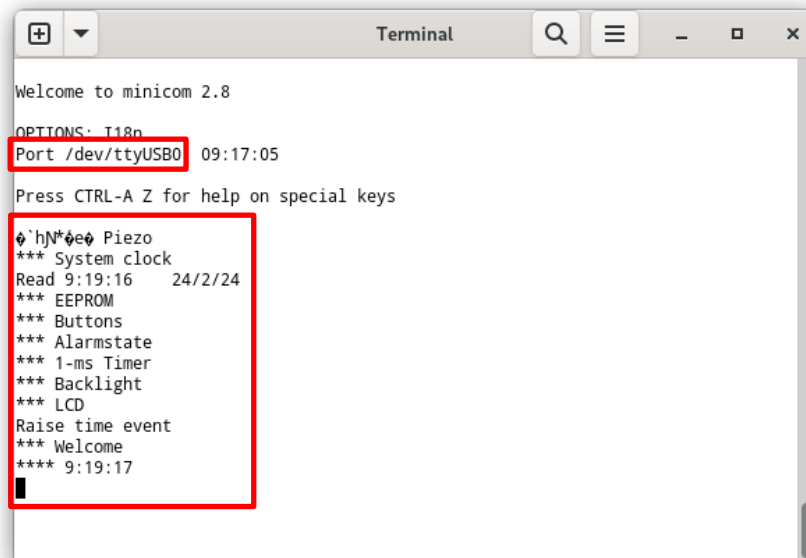 Terminal
Welcome to minicom 2.8
OPTIONS: I18n
Port /dev/ttyUSB0, 09:17:05
Press CTRL-A Z for help on special keys
Piezo
*** System clock
Read 9:19:16    24/2/24
*** EEPROM
*** Buttons
*** Alarmstate
*** 1-ms Timer
*** Backlight
*** LCD
Raise time event
*** Welcome
**** 9:19:17